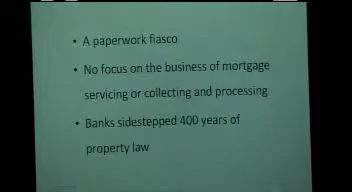 • A paperwork fiasco
• No focus on the business of mortgage
servicing or collecting and processing
• Banks sidestepped 400 years of
property law